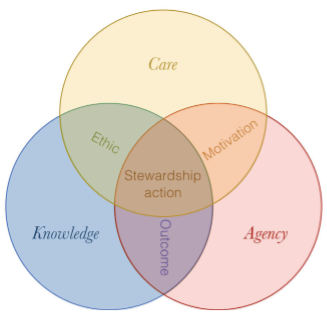 Care
Ethic
Motivation
Stewardship
action
Knowledge
Outcome
Agency